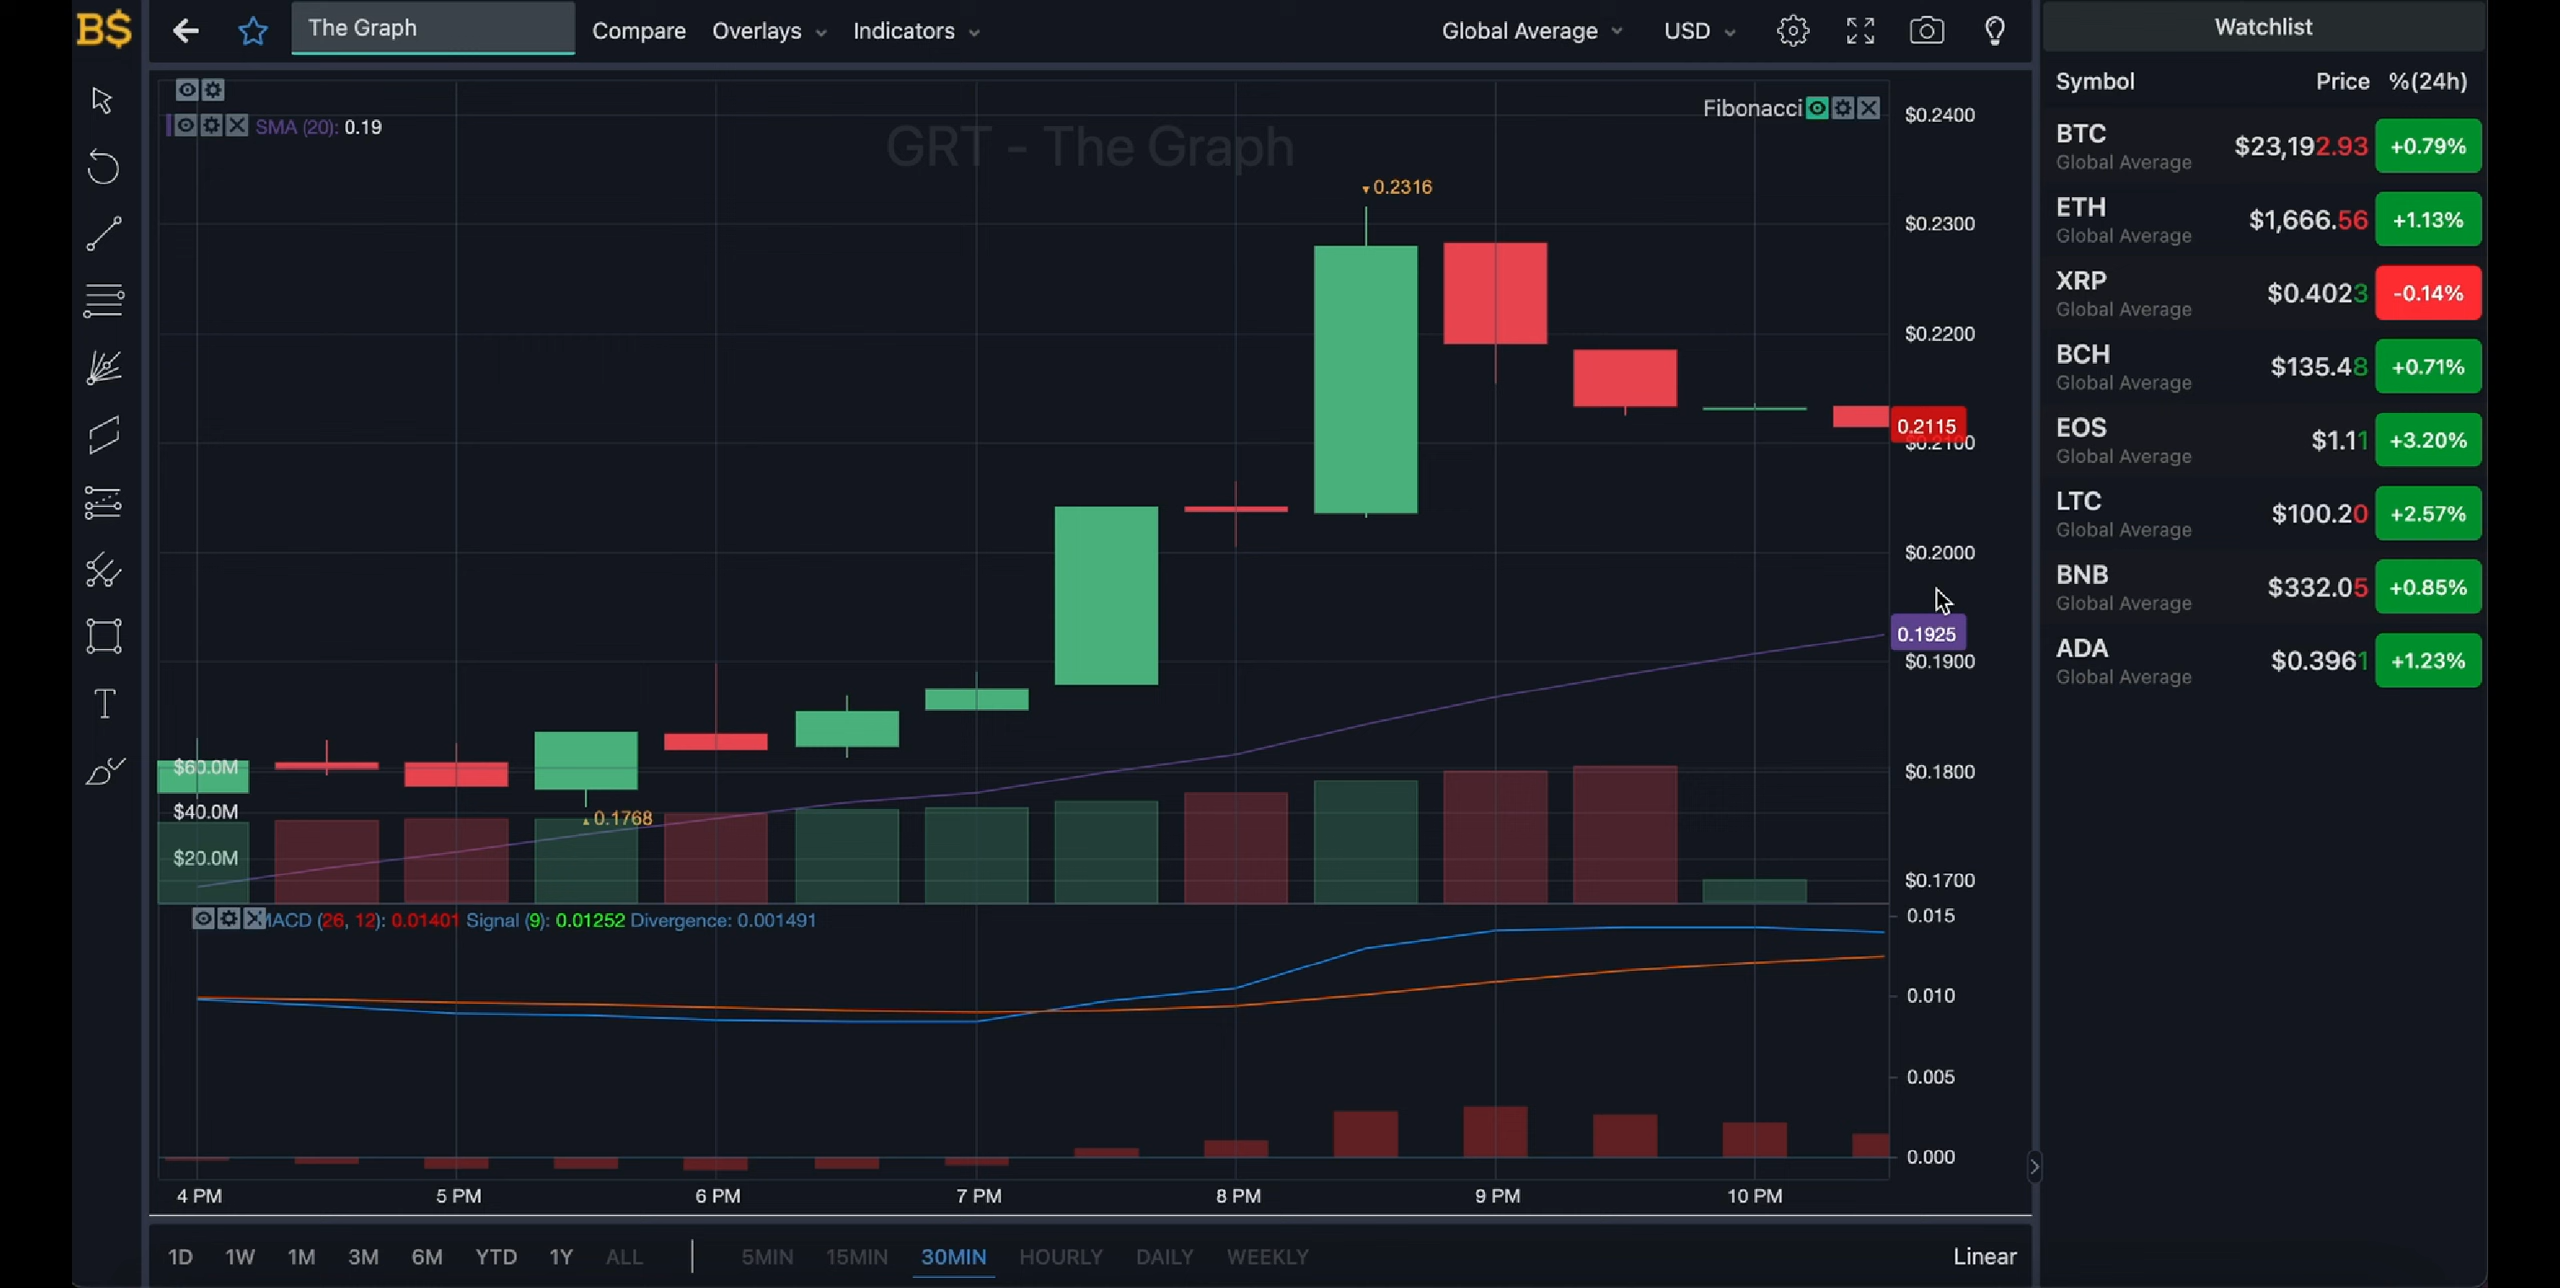 B$
The Graph
Compare
Overlays
Indicators
Global Average
USD
Watchlist
Symbol Price %(24h)
BTC $23,192.93 +0.79%
Global Average
ETH $1,666.56 +1.13%
Global Average
XRP $0.4023 -0.14%
Global Average
BCH $135.48 +0.71%
Global Average
EOS $1.11 +3.20%
Global Average
LTC $100.20 +2.57%
Global Average
BNB $332.05 +0.85%
Global Average
ADA $0.3961 +1.23%
Global Average
SMA (20): 0.19
GRT - The Graph
Fibonacci
0.2316
0.1768
$0.2400
$0.2300
$0.2200
0.2115
$0.2100
$0.2000
0.1925
$0.1900
$0.1800
$0.1700
$60.0M
$40.0M
$20.0M
MACD (26, 12): 0.01401 Signal (9): 0.01252 Divergence: 0.001491
0.015
0.010
0.005
0.000
4 PM 5 PM 6 PM 7 PM 8 PM 9 PM 10 PM
1D 1W 1M 3M 6M YTD 1Y ALL 5MIN 15MIN 30MIN HOURLY DAILY WEEKLY Linear